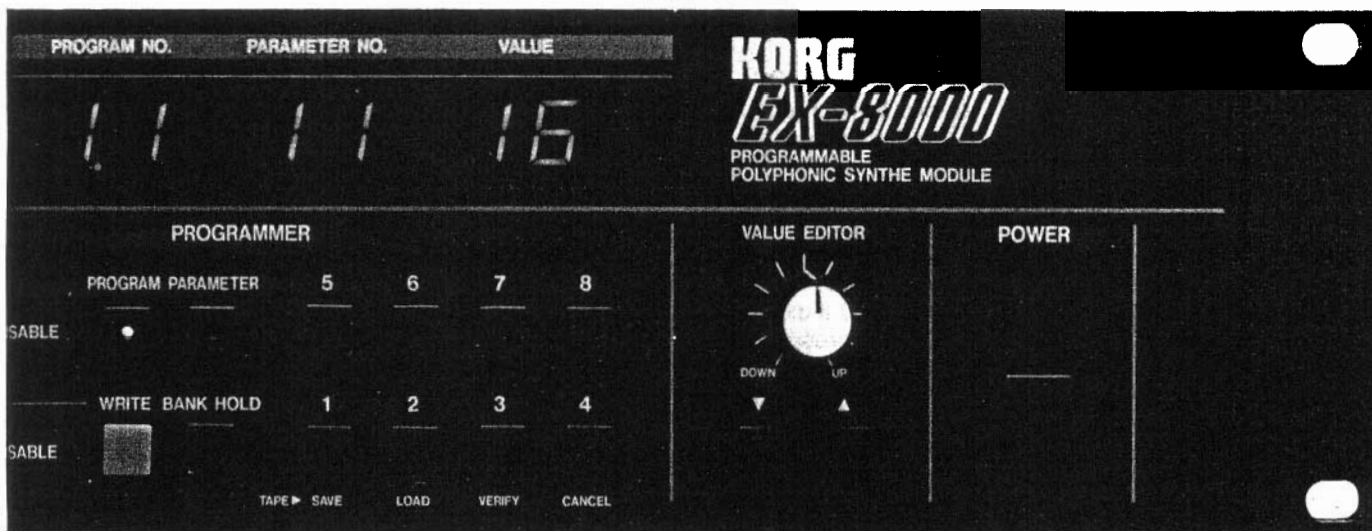 PROGRAM NO. PARAMETER NO. VALUE
1.1 11 16
KORG
EX-8000
PROGRAMMABLE
POLYPHONIC SYNTHE MODULE
PROGRAMMER
PROGRAM PARAMETER 5 6 7 8
SABLE
WRITE BANK HOLD 1 2 3 4
SABLE
TAPE▶ SAVE LOAD VERIFY CANCEL
VALUE EDITOR
DOWN UP
▼ ▲
POWER